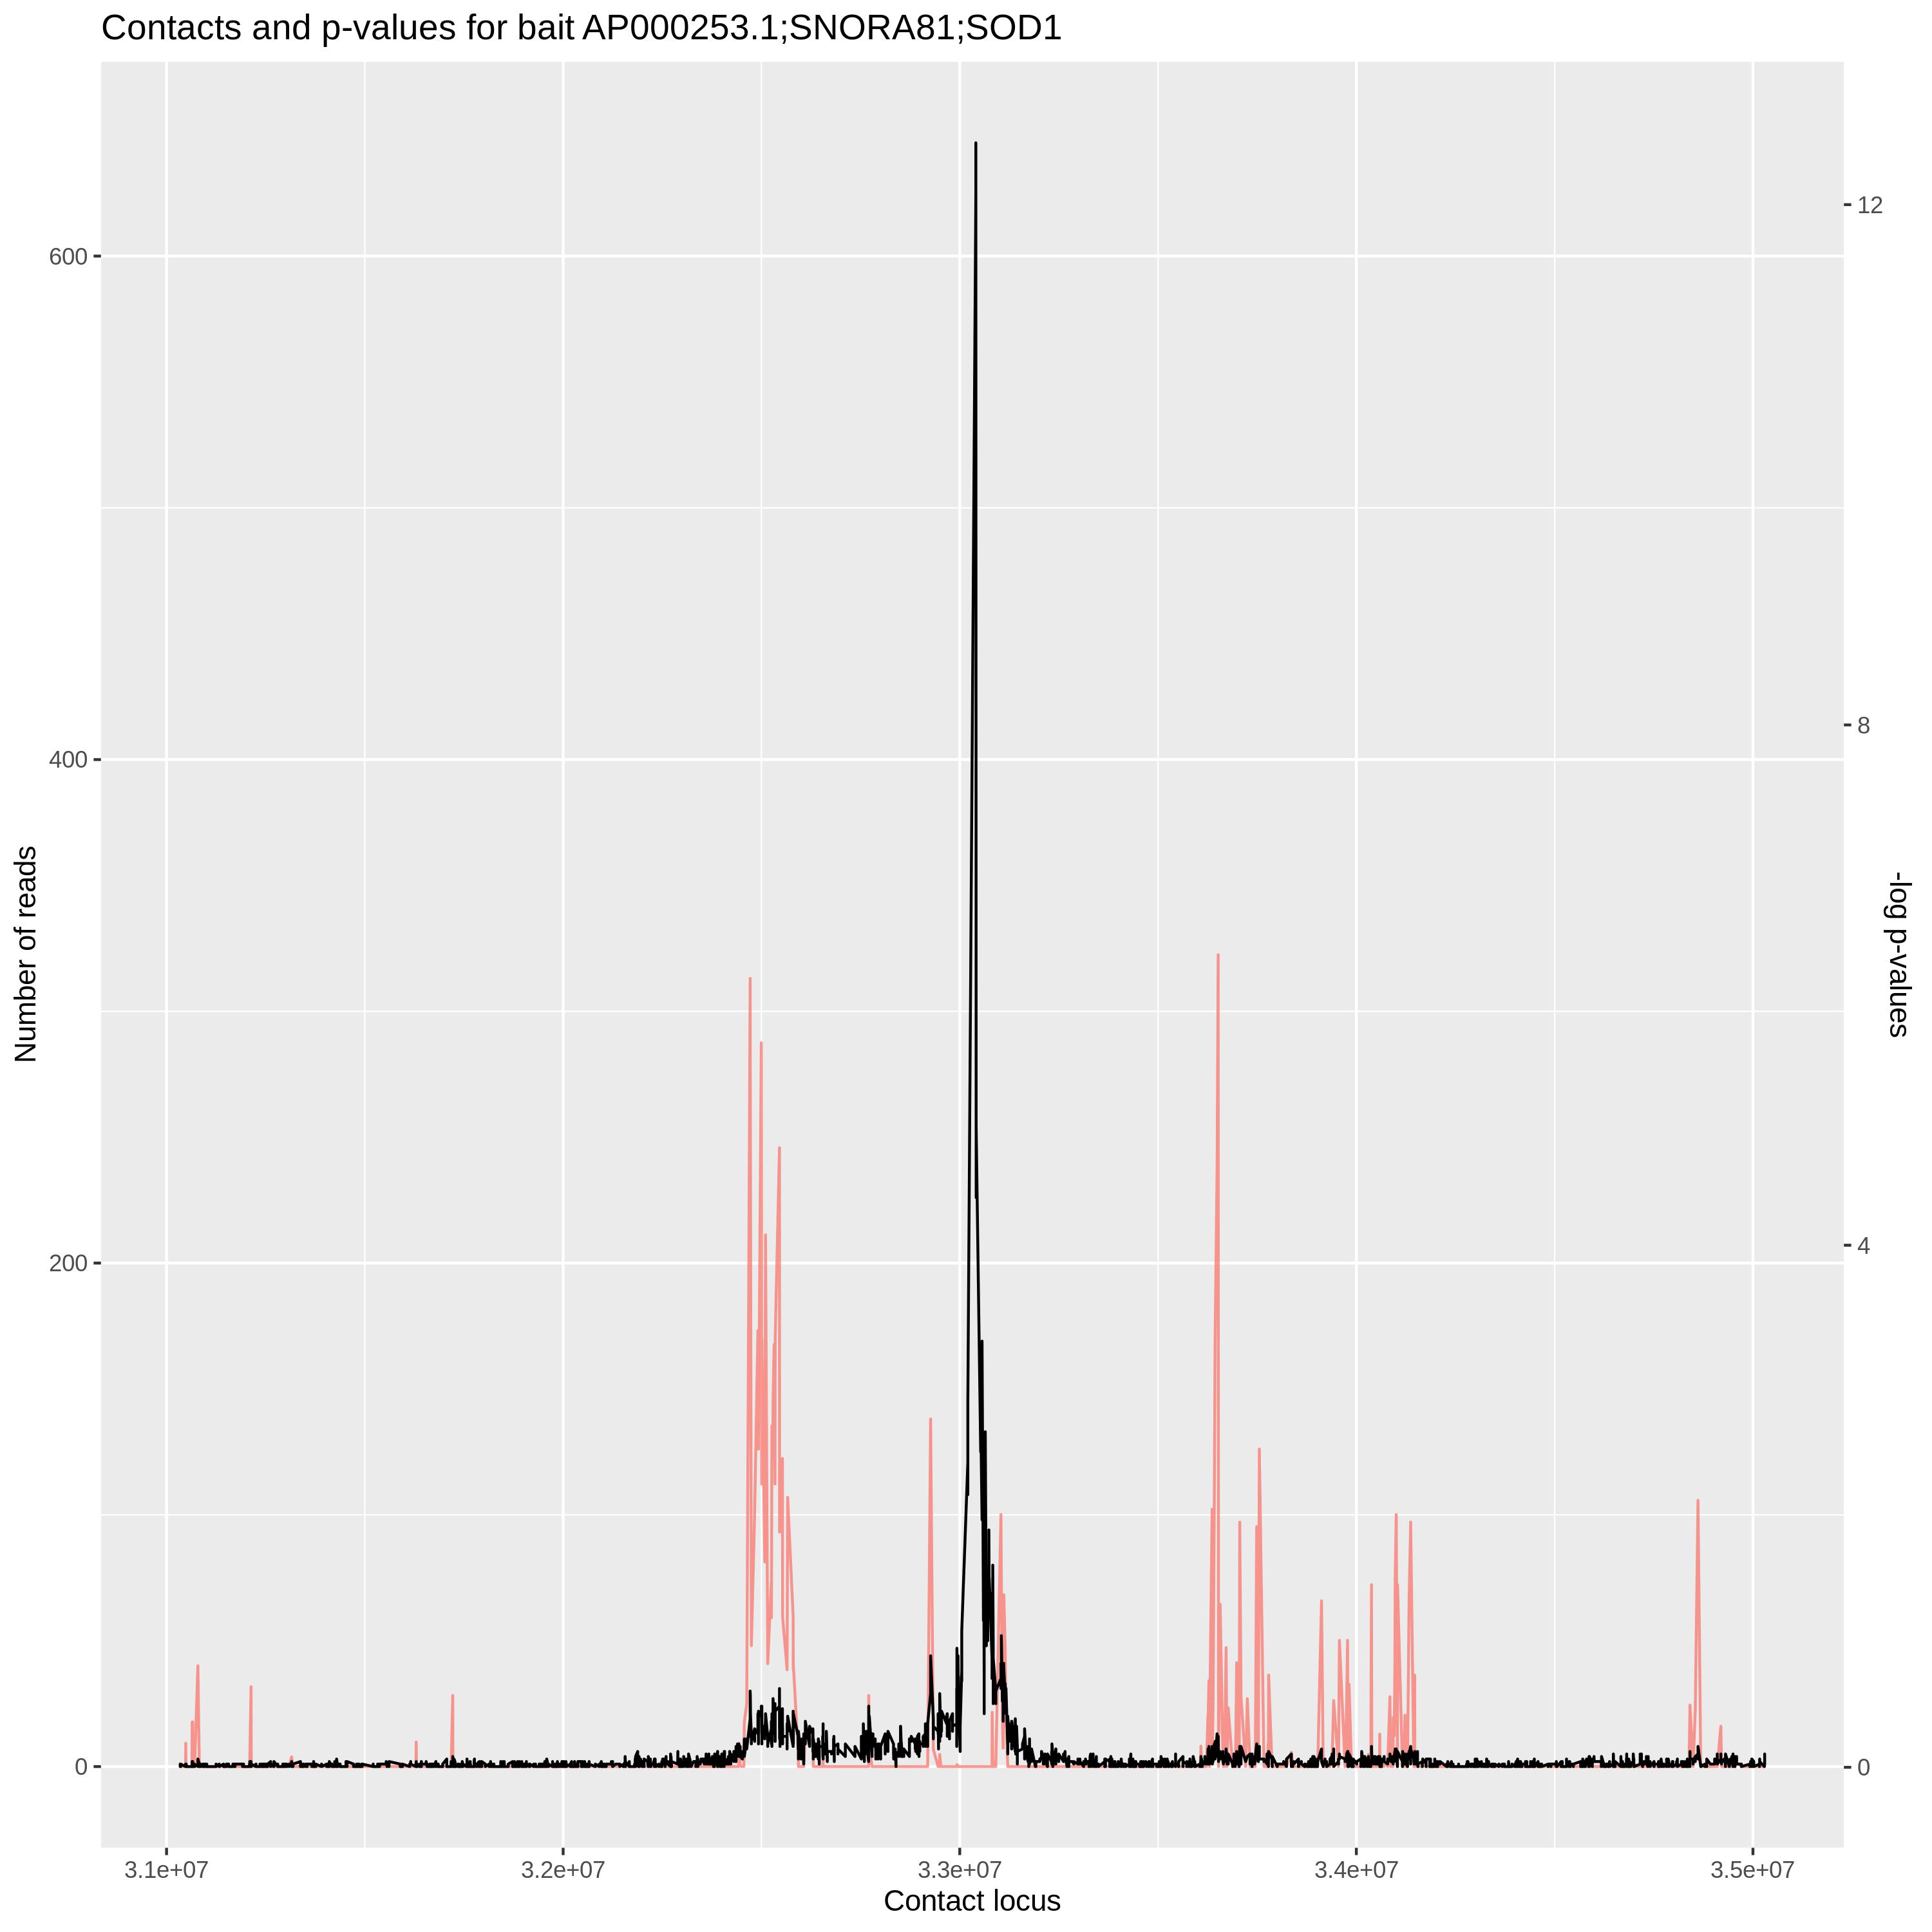 Contacts and p-values for bait AP000253.1;SNORA81;SOD1
600
400
200
0
Number of reads
12
8
4
0
-log p-values
3.1e+07
3.2e+07
3.3e+07
3.4e+07
3.5e+07
Contact locus